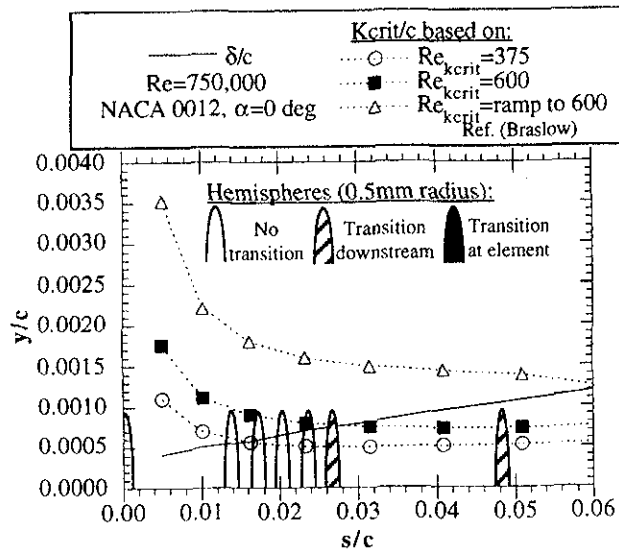 Kcrit/c based on:
δ/c
Re_kcrit=375
Re=750,000
Re_kcrit=600
NACA 0012, α=0 deg
Re_kcrit=ramp to 600
Ref. (Braslow)
0.0040
0.0035
0.0030
0.0025
0.0020
0.0015
0.0010
0.0005
0.0000
y/c
Hemispheres (0.5mm radius):
No transition
Transition downstream
Transition at element
0.00 0.01 0.02 0.03 0.04 0.05 0.06
s/c